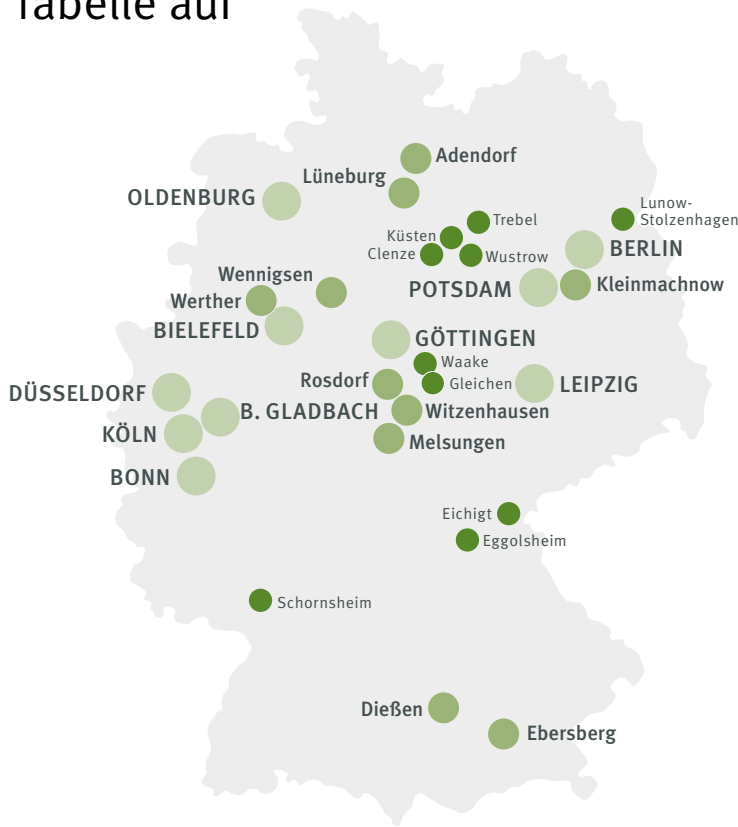 Tabelle auf
Adendorf
Lüneburg
OLDENBURG
Lunow-
Stolzenhagen
Trebel
Küsten
Clenze
Wustrow
BERLIN
Wennigsen
POTSDAM
Kleinmachnow
Werther
BIELEFELD
GÖTTINGEN
Waake
Rosdorf
Gleichen
LEIPZIG
DÜSSELDORF
B. GLADBACH
Witzenhausen
KÖLN
Melsungen
BONN
Eichigt
Eggolsheim
Schornsheim
Dießen
Ebersberg